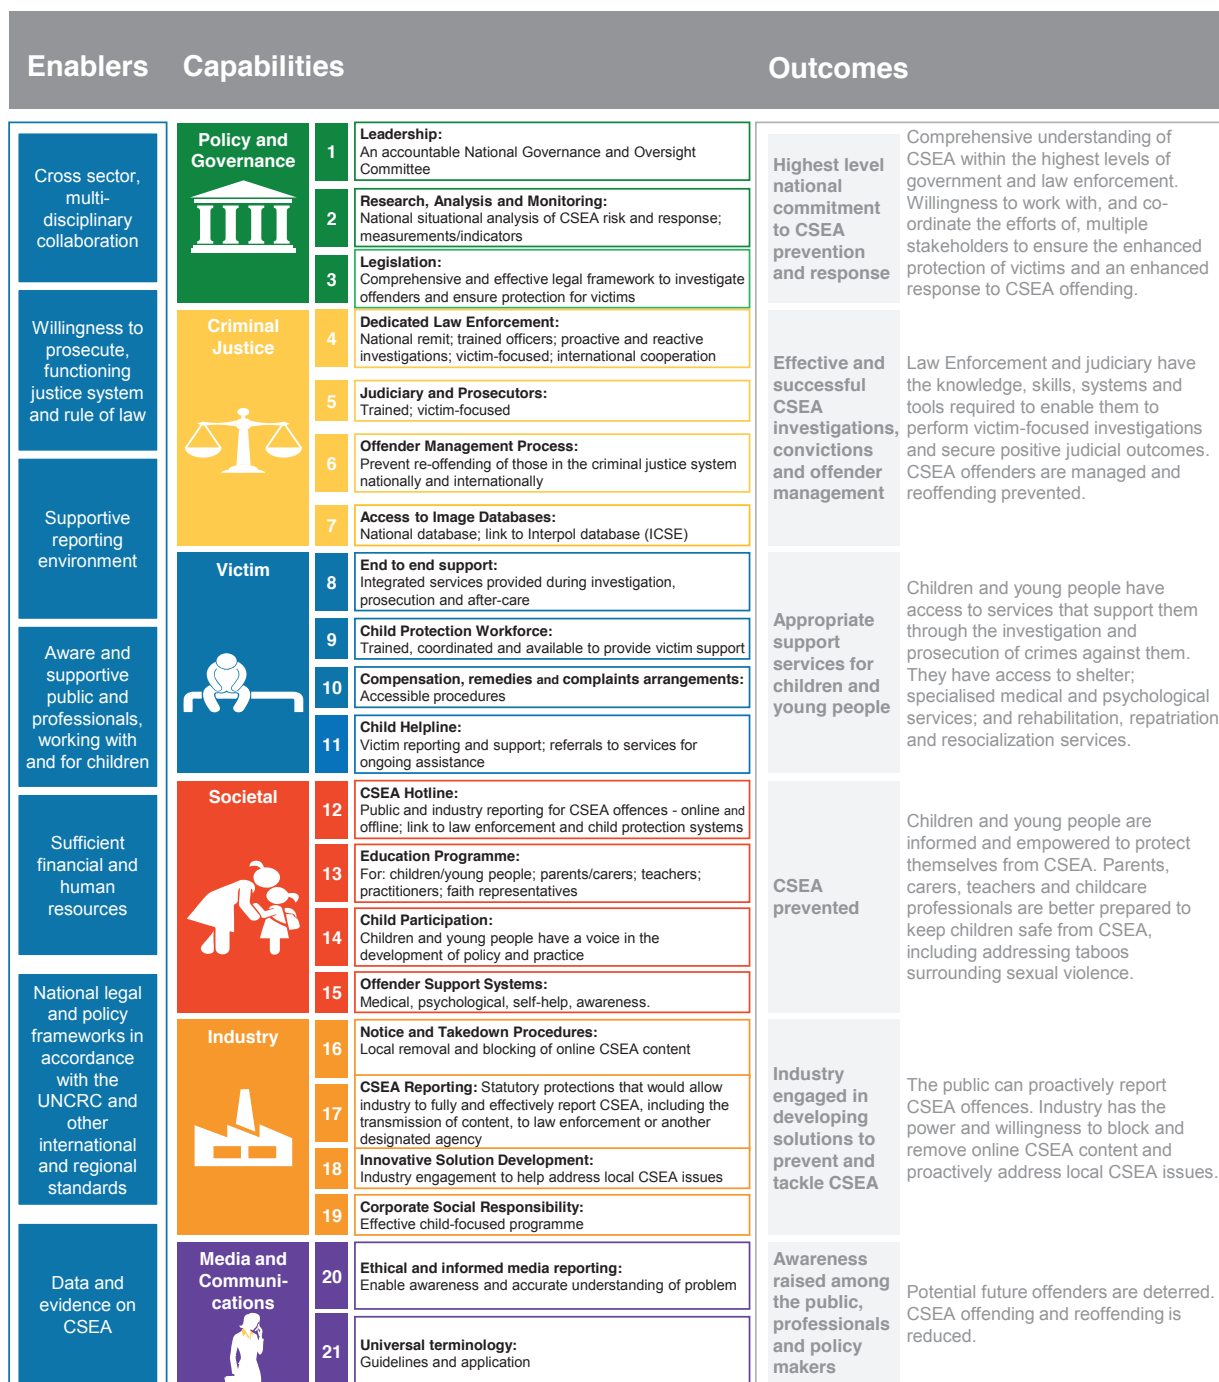 Enablers
Capabilities
Outcomes
Cross sector,
multi-
disciplinary
collaboration
Willingness to
prosecute,
functioning
justice system
and rule of law
Supportive
reporting
environment
Aware and
supportive
public and
professionals,
working with
and for children
Sufficient
financial and
human
resources
National legal
and policy
frameworks in
accordance
with the
UNCRC and
other
international
and regional
standards
Data and
evidence on
CSEA
Policy and
Governance
1
Leadership:
An accountable National Governance and Oversight
Committee
2
Research, Analysis and Monitoring:
National situational analysis of CSEA risk and response;
measurements/indicators
3
Legislation:
Comprehensive and effective legal framework to investigate
offenders and ensure protection for victims
Highest level
national
commitment
to CSEA
prevention
and response
Comprehensive understanding of
CSEA within the highest levels of
government and law enforcement.
Willingness to work with, and co-
ordinate the efforts of, multiple
stakeholders to ensure the enhanced
protection of victims and an enhanced
response to CSEA offending.
Criminal
Justice
4
Dedicated Law Enforcement:
National remit; trained officers; proactive and reactive
investigations; victim-focused; international cooperation
5
Judiciary and Prosecutors:
Trained; victim-focused
6
Offender Management Process:
Prevent re-offending of those in the criminal justice system
nationally and internationally
7
Access to Image Databases:
National database; link to Interpol database (ICSE)
Effective and
successful
CSEA
investigations,
convictions
and offender
management
Law Enforcement and judiciary have
the knowledge, skills, systems and
tools required to enable them to
perform victim-focused investigations
and secure positive judicial outcomes.
CSEA offenders are managed and
reoffending prevented.
Victim
8
End to end support:
Integrated services provided during investigation,
prosecution and after-care
9
Child Protection Workforce:
Trained, coordinated and available to provide victim support
10
Compensation, remedies and complaints arrangements:
Accessible procedures
11
Child Helpline:
Victim reporting and support; referrals to services for
ongoing assistance
Appropriate
support
services for
children and
young people
Children and young people have
access to services that support them
through the investigation and
prosecution of crimes against them.
They have access to shelter;
specialised medical and psychological
services; and rehabilitation, repatriation
and resocialization services.
Societal
12
CSEA Hotline:
Public and industry reporting for CSEA offences - online and
offline; link to law enforcement and child protection systems
13
Education Programme:
For: children/young people; parents/carers; teachers;
practitioners; faith representatives
14
Child Participation:
Children and young people have a voice in the
development of policy and practice
15
Offender Support Systems:
Medical, psychological, self-help, awareness.
CSEA
prevented
Children and young people are
informed and empowered to protect
themselves from CSEA. Parents,
carers, teachers and childcare
professionals are better prepared to
keep children safe from CSEA,
including addressing taboos
surrounding sexual violence.
Industry
16
Notice and Takedown Procedures:
Local removal and blocking of online CSEA content
17
CSEA Reporting: Statutory protections that would allow
industry to fully and effectively report CSEA, including the
transmission of content, to law enforcement or another
designated agency
18
Innovative Solution Development:
Industry engagement to help address local CSEA issues
19
Corporate Social Responsibility:
Effective child-focused programme
Industry
engaged in
developing
solutions to
prevent and
tackle CSEA
The public can proactively report
CSEA offences. Industry has the
power and willingness to block and
remove online CSEA content and
proactively address local CSEA issues.
Media and
Communi-
cations
20
Ethical and informed media reporting:
Enable awareness and accurate understanding of problem
21
Universal terminology:
Guidelines and application
Awareness
raised among
the public,
professionals
and policy
makers
Potential future offenders are deterred.
CSEA offending and reoffending is
reduced.